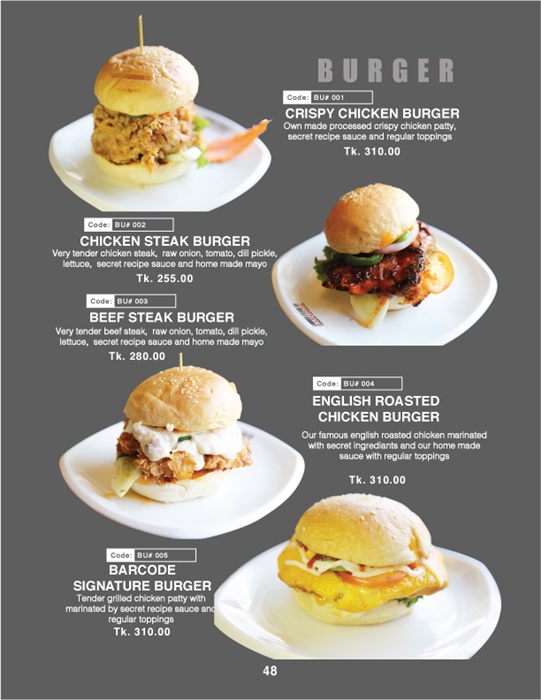 BURGER
Code: BU# 001
CRISPY CHICKEN BURGER
Own made processed crispy chicken patty,
secret recipe sauce and regular toppings
Tk. 310.00
Code: BU# 002
CHICKEN STEAK BURGER
Very tender chicken steak, raw onion, tomato, dill pickle,
lettuce, secret recipe sauce and home made mayo
Tk. 255.00
Code: BU# 003
BEEF STEAK BURGER
Very tender beef steak, raw onion, tomato, dill pickle,
lettuce, secret recipe sauce and home made mayo
Tk. 280.00
Code: BU# 004
ENGLISH ROASTED
CHICKEN BURGER
Our famous english roasted chicken marinated
with secret ingrediants and our home made
sauce with regular toppings
Tk. 310.00
Code: BU# 005
BARCODE
SIGNATURE BURGER
Tender grilled chicken patty with
marinated by secret recipe sauce and
regular toppings
Tk. 310.00
48